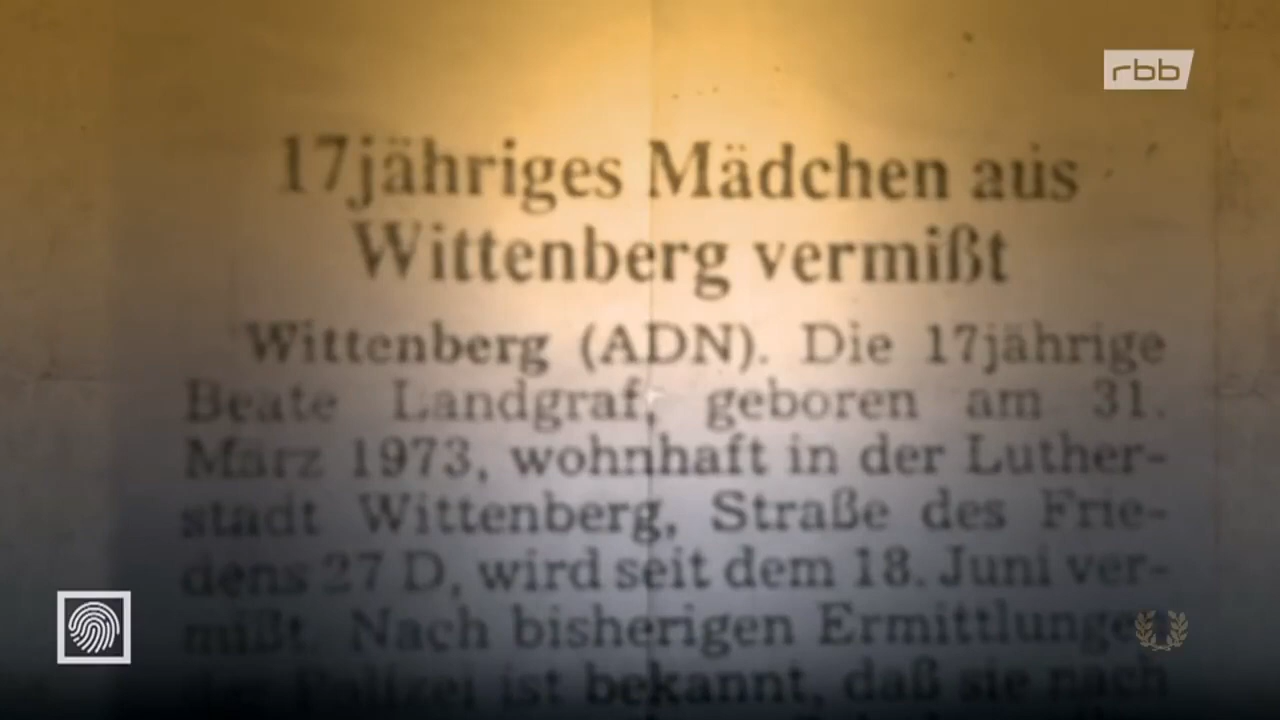 rbb
17jähriges Mädchen aus
Wittenberg vermißt
Wittenberg (ADN). Die 17jährige
Beate Landgraf, geboren am 31.
März 1973, wohnhaft in der Luther-
stadt Wittenberg, Straße des Frie-
dens 27 D, wird seit dem 18. Juni ver-
mißt. Nach bisherigen Ermittlungen
der Polizei ist bekannt, daß sie nach